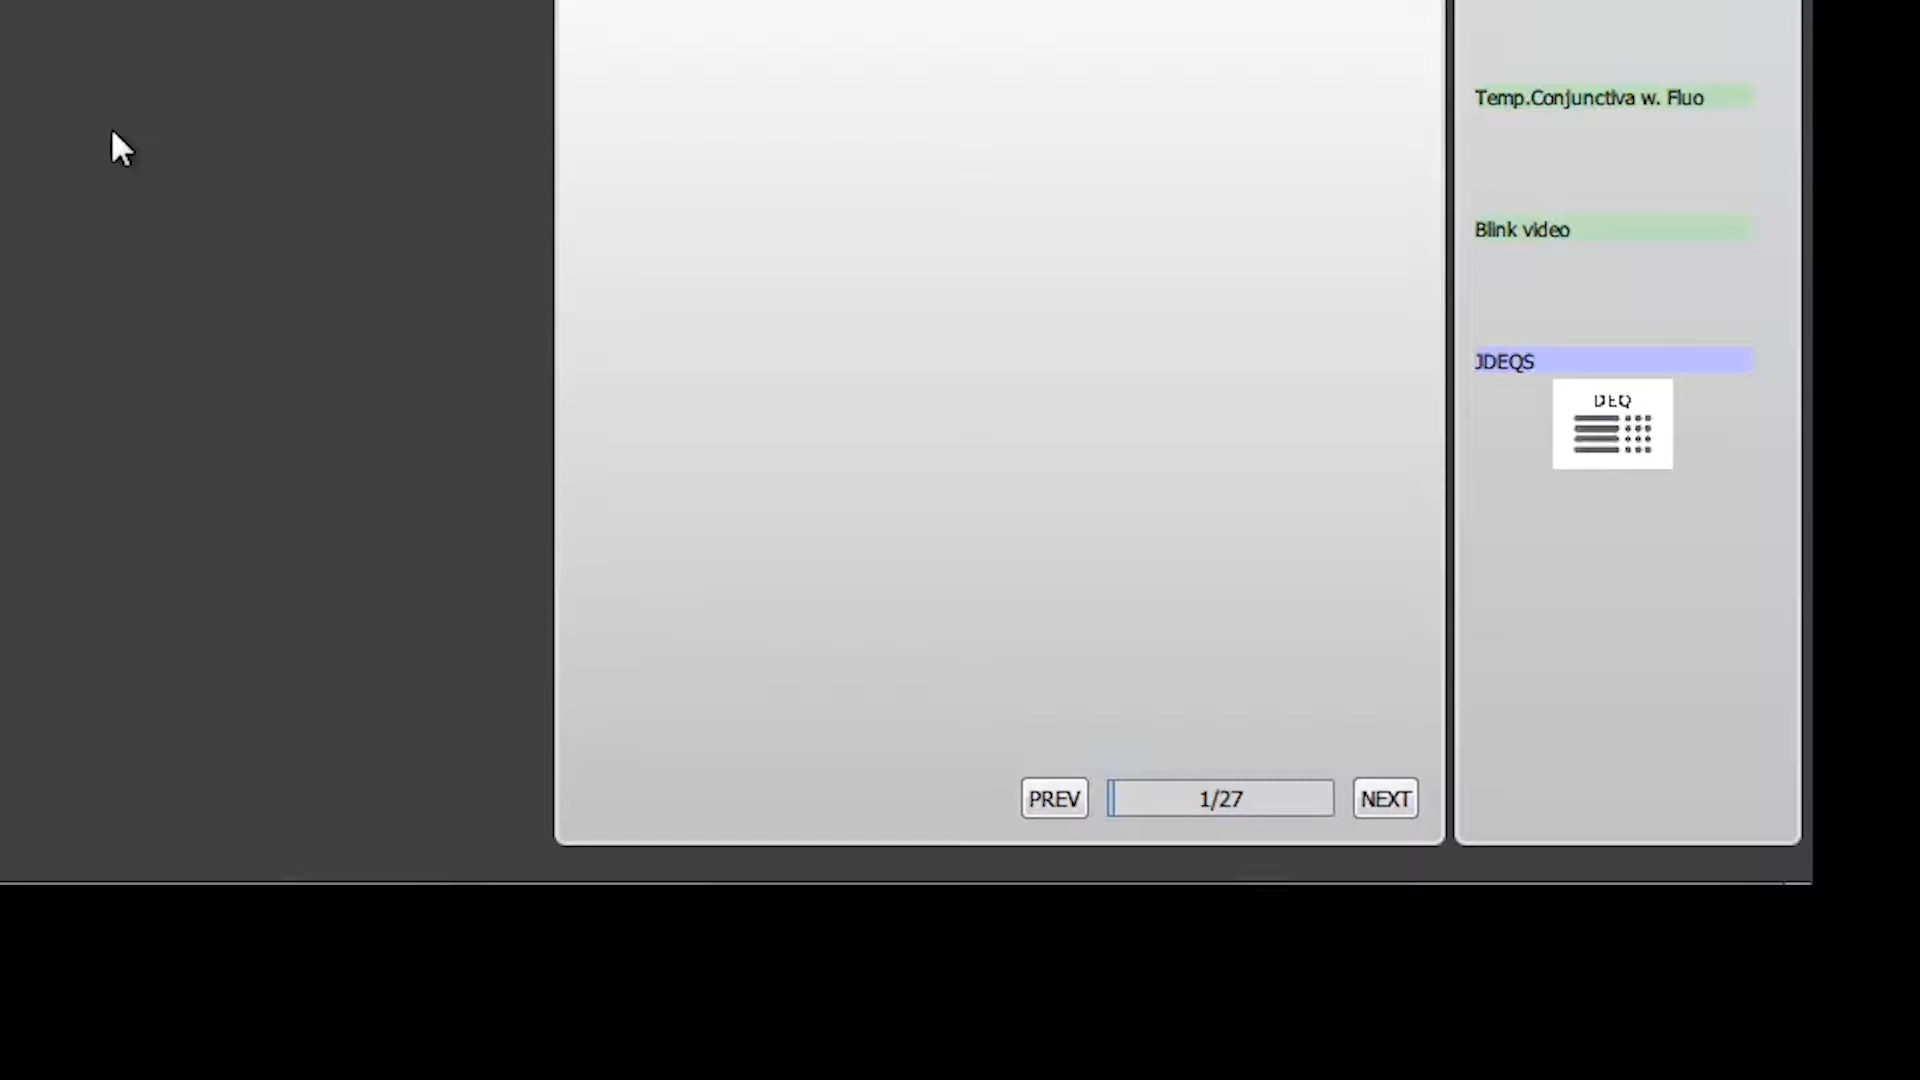 Temp.Conjunctiva w. Fluo
Blink video
JDEQS
DEQ
PREV
1/27
NEXT